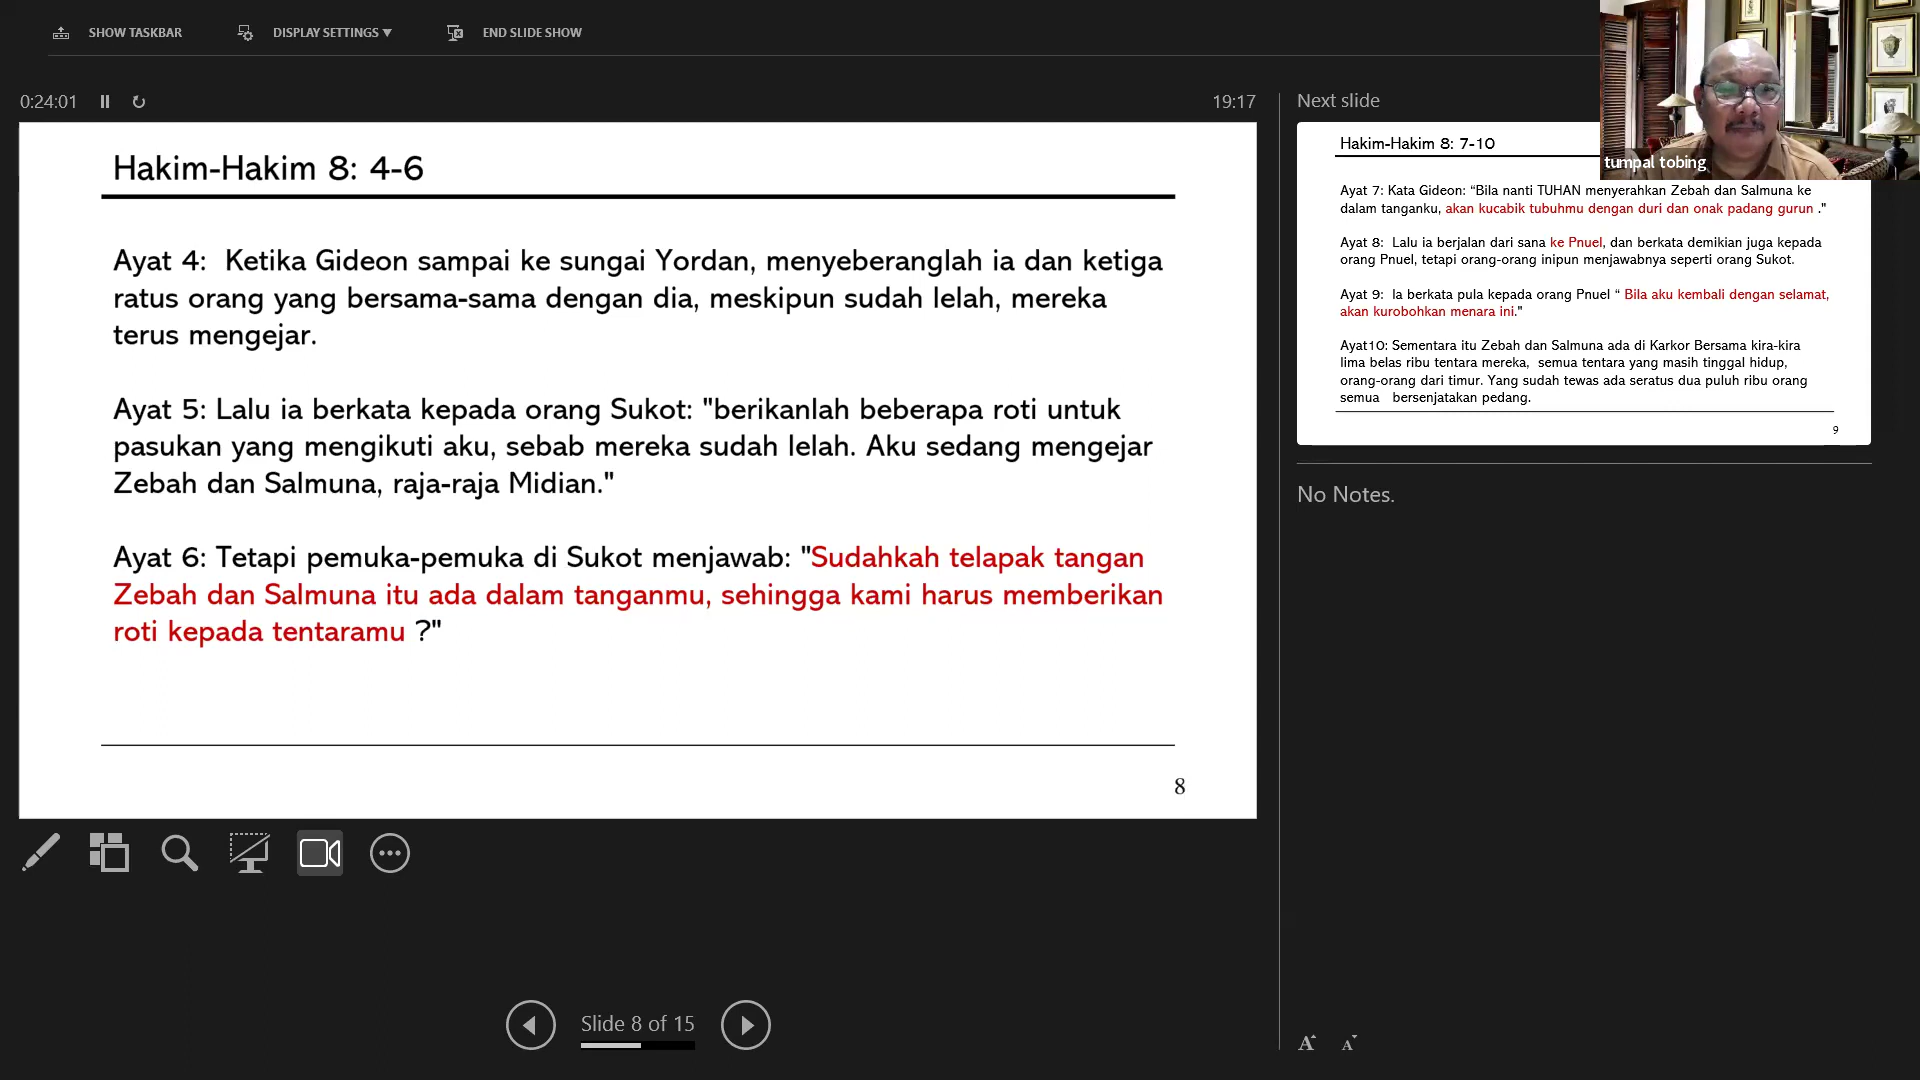 SHOW TASKBAR
DISPLAY SETTINGS ▼
END SLIDE SHOW
0:24:01
19:17
Hakim-Hakim 8: 4-6
Ayat 4:  Ketika Gideon sampai ke sungai Yordan, menyeberanglah ia dan ketiga
ratus orang yang bersama-sama dengan dia, meskipun sudah lelah, mereka
terus mengejar.
Ayat 5: Lalu ia berkata kepada orang Sukot: "berikanlah beberapa roti untuk
pasukan yang mengikuti aku, sebab mereka sudah lelah. Aku sedang mengejar
Zebah dan Salmuna, raja-raja Midian."
Ayat 6: Tetapi pemuka-pemuka di Sukot menjawab: "Sudahkah telapak tangan
Zebah dan Salmuna itu ada dalam tanganmu, sehingga kami harus memberikan
roti kepada tentaramu ?"
8
Slide 8 of 15
Next slide
tumpal tobing
Hakim-Hakim 8: 7-10
Ayat 7: Kata Gideon: “Bila nanti TUHAN menyerahkan Zebah dan Salmuna ke
dalam tanganku, akan kucabik tubuhmu dengan duri dan onak padang gurun ."
Ayat 8:  Lalu ia berjalan dari sana ke Pnuel, dan berkata demikian juga kepada
orang Pnuel, tetapi orang-orang inipun menjawabnya seperti orang Sukot.
Ayat 9:  Ia berkata pula kepada orang Pnuel “ Bila aku kembali dengan selamat,
akan kurobohkan menara ini."
Ayat10: Sementara itu Zebah dan Salmuna ada di Karkor Bersama kira-kira
lima belas ribu tentara mereka,  semua tentara yang masih tinggal hidup,
orang-orang dari timur. Yang sudah tewas ada seratus dua puluh ribu orang
semua   bersenjatakan pedang.
9
No Notes.
A
A